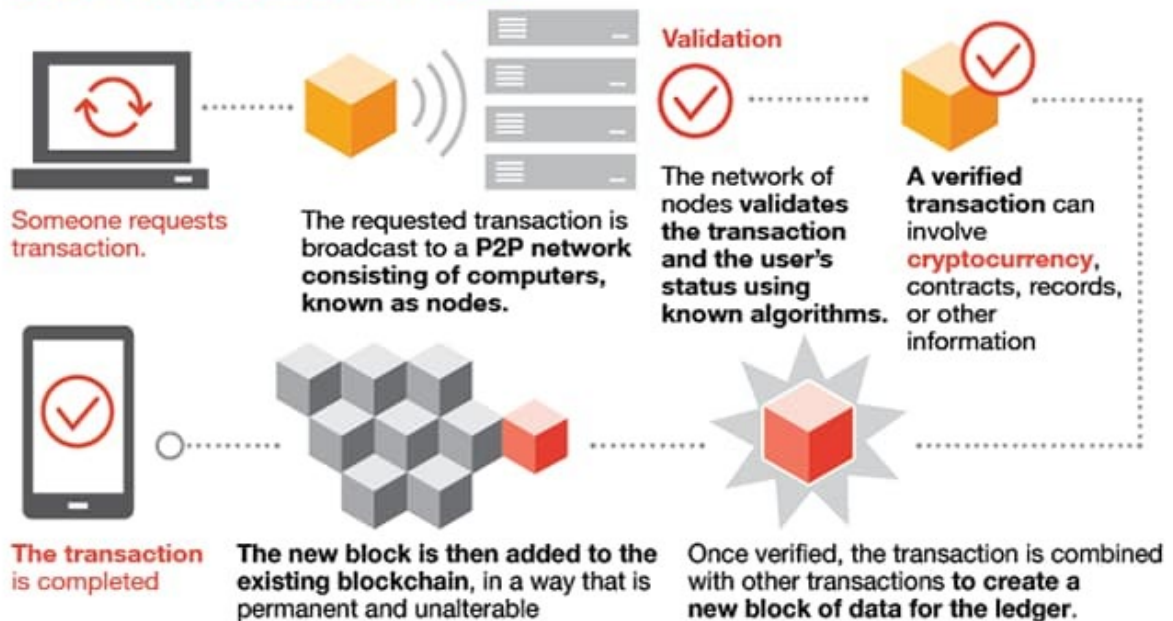 Someone requests
transaction.
The requested transaction is
broadcast to a P2P network
consisting of computers,
known as nodes.
Validation
The network of
nodes validates
the transaction
and the user's
status using
known algorithms.
A verified
transaction can
involve
cryptocurrency,
contracts, records,
or other
information
Once verified, the transaction is combined
with other transactions to create a
new block of data for the ledger.
The new block is then added to the
existing blockchain, in a way that is
permanent and unalterable
The transaction
is completed